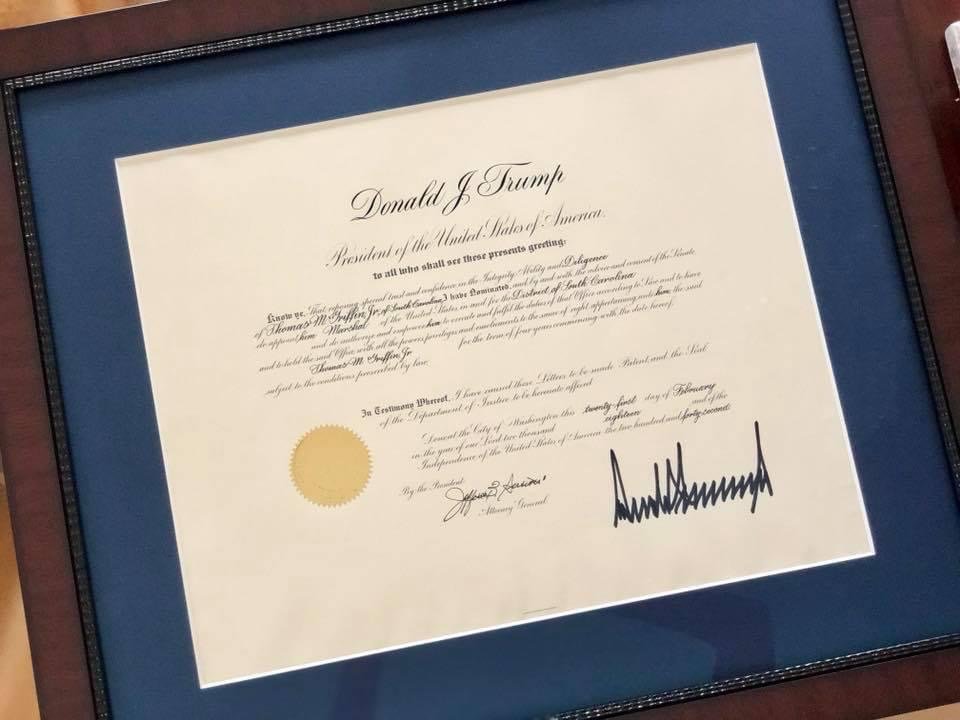 Donald J Trump
President of the United States of America.
to all who shall see these presents greeting:
Know ye, That, reposing special trust and confidence in the Integrity, Ability and Diligence
of Thomas M. Griffin, Jr., of South Carolina, I have Nominated, and by and with the advice and consent of the Senate
do appoint, him Marshal of the United States, in and for the District of South Carolina
and do authorize and empower him to execute and fulfil the duties of that Office according to Law and to have
and to hold the said Office, with all the powers, privileges, and emoluments to the same of right appertaining unto him the said
Thomas M. Griffin, Jr. for the term of four years commencing with the date hereof.
subject to the conditions prescribed by law.
In Testimony Whereof, I have caused these Letters to be made Patent, and the Seal
of the Department of Justice to be hereunto affixed
Done at the City of Washington this twenty-first day of February
in the year of our Lord two thousand eighteen and of the
Independence of the United States of America the two hundred and forty-second
By the President:
Attorney General